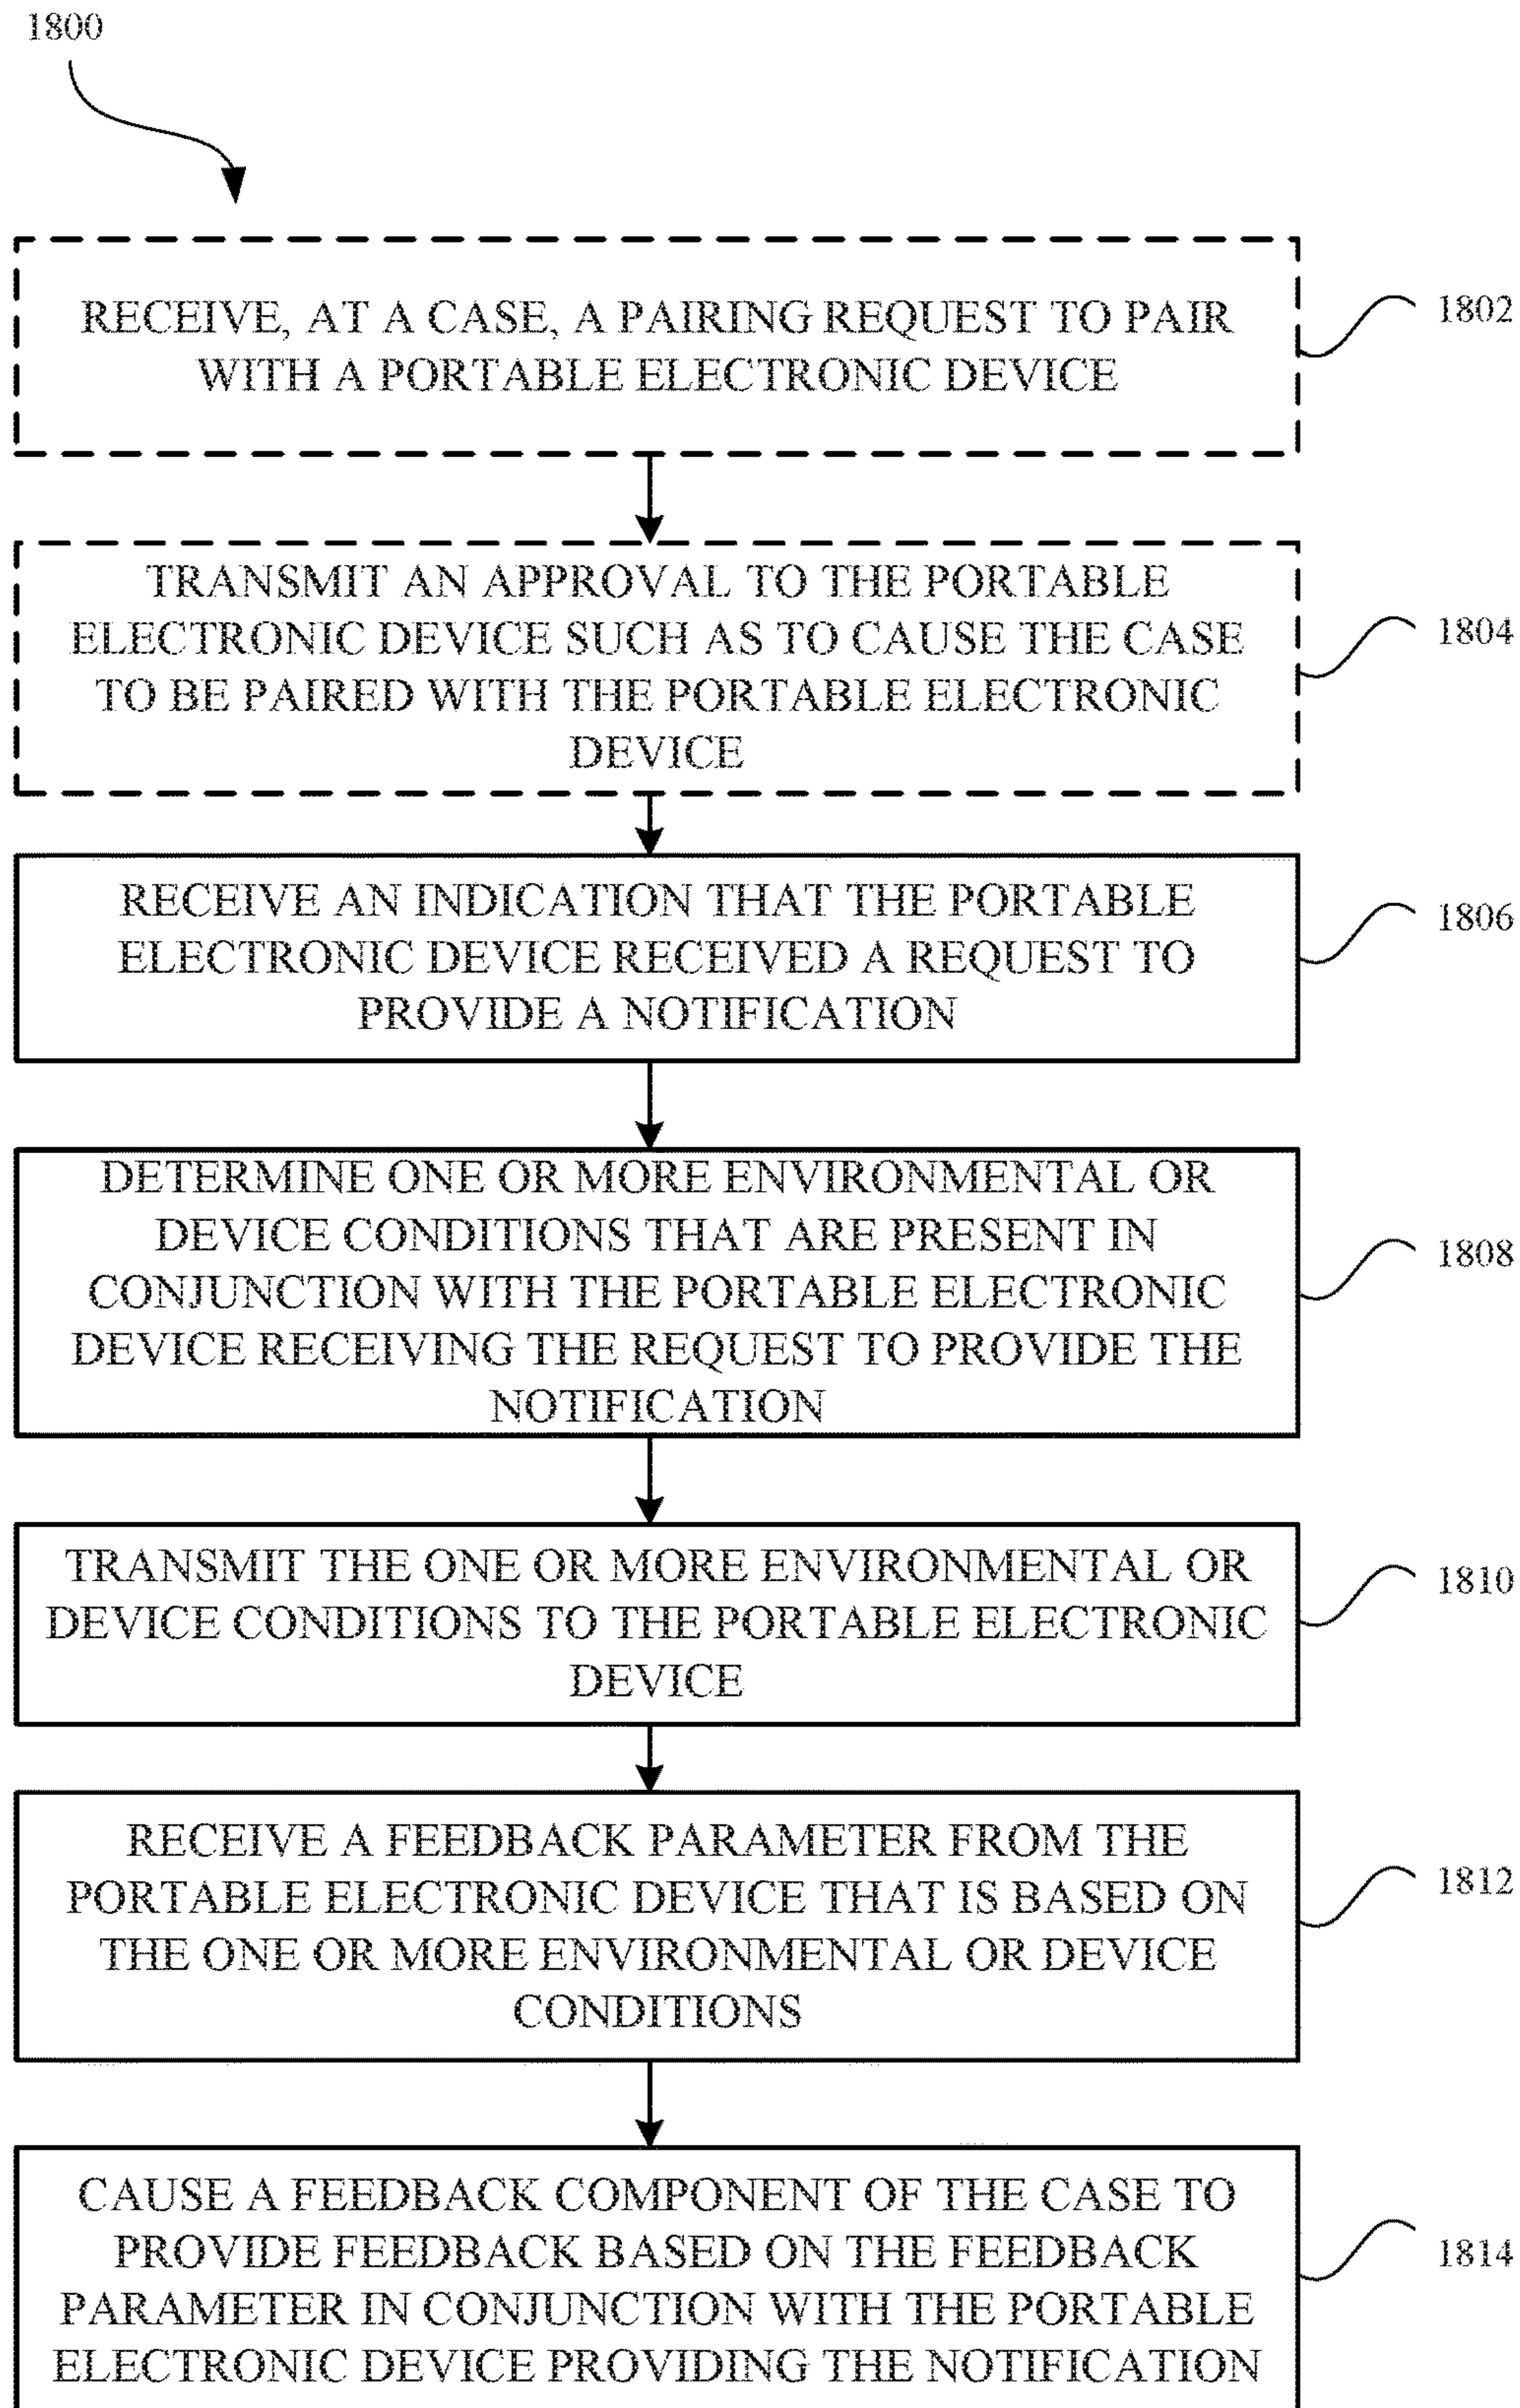 1800
RECEIVE, AT A CASE, A PAIRING REQUEST TO PAIR
WITH A PORTABLE ELECTRONIC DEVICE
1802
TRANSMIT AN APPROVAL TO THE PORTABLE
ELECTRONIC DEVICE SUCH AS TO CAUSE THE CASE
TO BE PAIRED WITH THE PORTABLE ELECTRONIC
DEVICE
1804
RECEIVE AN INDICATION THAT THE PORTABLE
ELECTRONIC DEVICE RECEIVED A REQUEST TO
PROVIDE A NOTIFICATION
1806
DETERMINE ONE OR MORE ENVIRONMENTAL OR
DEVICE CONDITIONS THAT ARE PRESENT IN
CONJUNCTION WITH THE PORTABLE ELECTRONIC
DEVICE RECEIVING THE REQUEST TO PROVIDE THE
NOTIFICATION
1808
TRANSMIT THE ONE OR MORE ENVIRONMENTAL OR
DEVICE CONDITIONS TO THE PORTABLE ELECTRONIC
DEVICE
1810
RECEIVE A FEEDBACK PARAMETER FROM THE
PORTABLE ELECTRONIC DEVICE THAT IS BASED ON
THE ONE OR MORE ENVIRONMENTAL OR DEVICE
CONDITIONS
1812
CAUSE A FEEDBACK COMPONENT OF THE CASE TO
PROVIDE FEEDBACK BASED ON THE FEEDBACK
PARAMETER IN CONJUNCTION WITH THE PORTABLE
ELECTRONIC DEVICE PROVIDING THE NOTIFICATION
1814